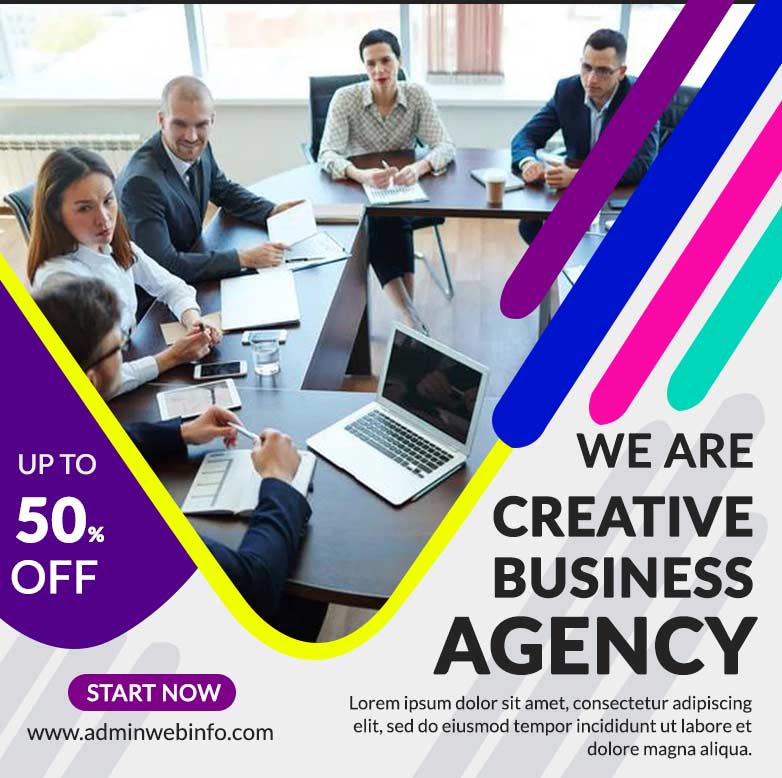 UP TO
50%
OFF
WE ARE
CREATIVE
BUSINESS
AGENCY
START NOW
www.adminwebinfo.com
Lorem ipsum dolor sit amet, consectetur adipiscing
elit, sed do eiusmod tempor incididunt ut labore et
dolore magna aliqua.